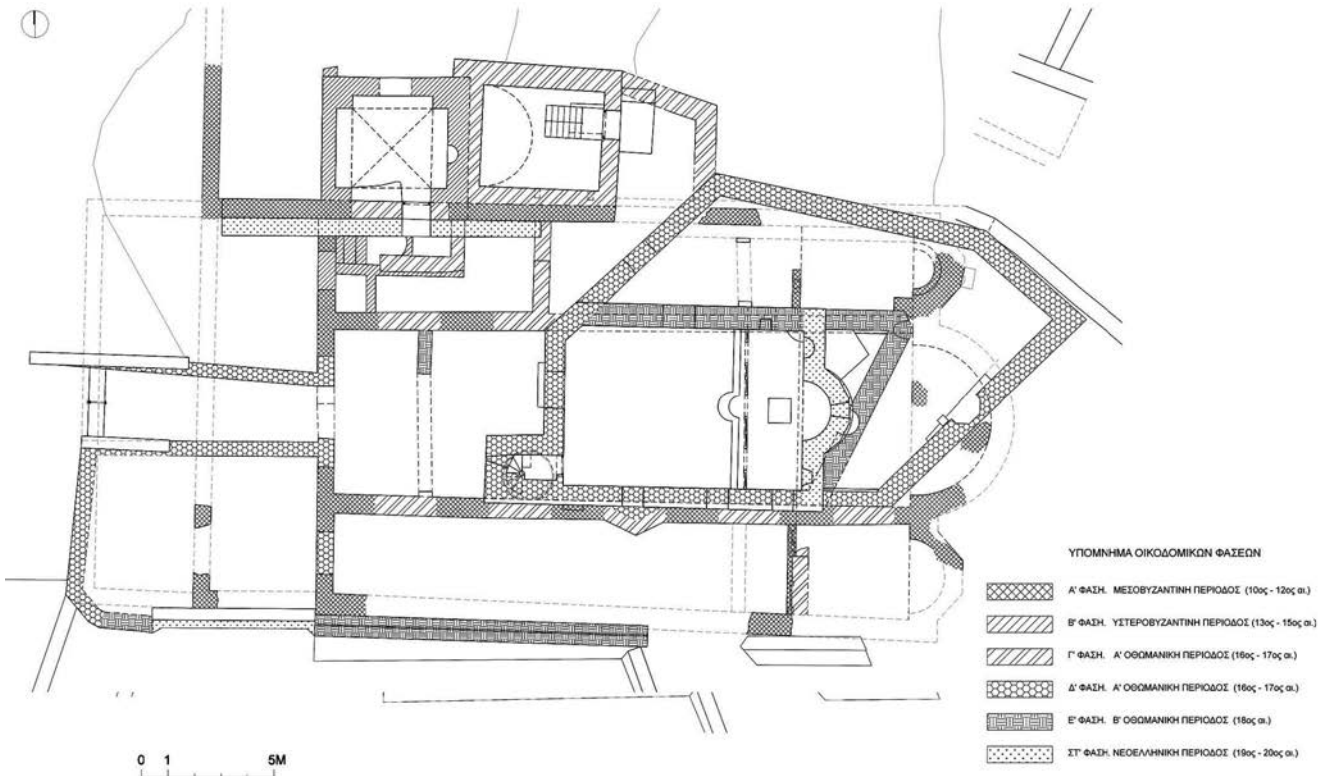 ΥΠΟΜΝΗΜΑ ΟΙΚΟΔΟΜΙΚΩΝ ΦΑΣΕΩΝ
Α' ΦΑΣΗ. ΜΕΣΟΒΥΖΑΝΤΙΝΗ ΠΕΡΙΟΔΟΣ (10ος - 12ος αι.)
Β' ΦΑΣΗ. ΥΣΤΕΡΟΒΥΖΑΝΤΙΝΗ ΠΕΡΙΟΔΟΣ (13ος - 15ος αι.)
Γ' ΦΑΣΗ. Α' ΟΘΩΜΑΝΙΚΗ ΠΕΡΙΟΔΟΣ (16ος - 17ος αι.)
Δ' ΦΑΣΗ. Α' ΟΘΩΜΑΝΙΚΗ ΠΕΡΙΟΔΟΣ (16ος - 17ος αι.)
Ε' ΦΑΣΗ. Β' ΟΘΩΜΑΝΙΚΗ ΠΕΡΙΟΔΟΣ (18ος αι.)
ΣΤ' ΦΑΣΗ. ΝΕΟΕΛΛΗΝΙΚΗ ΠΕΡΙΟΔΟΣ (19ος - 20ος αι.)
0 1 5M